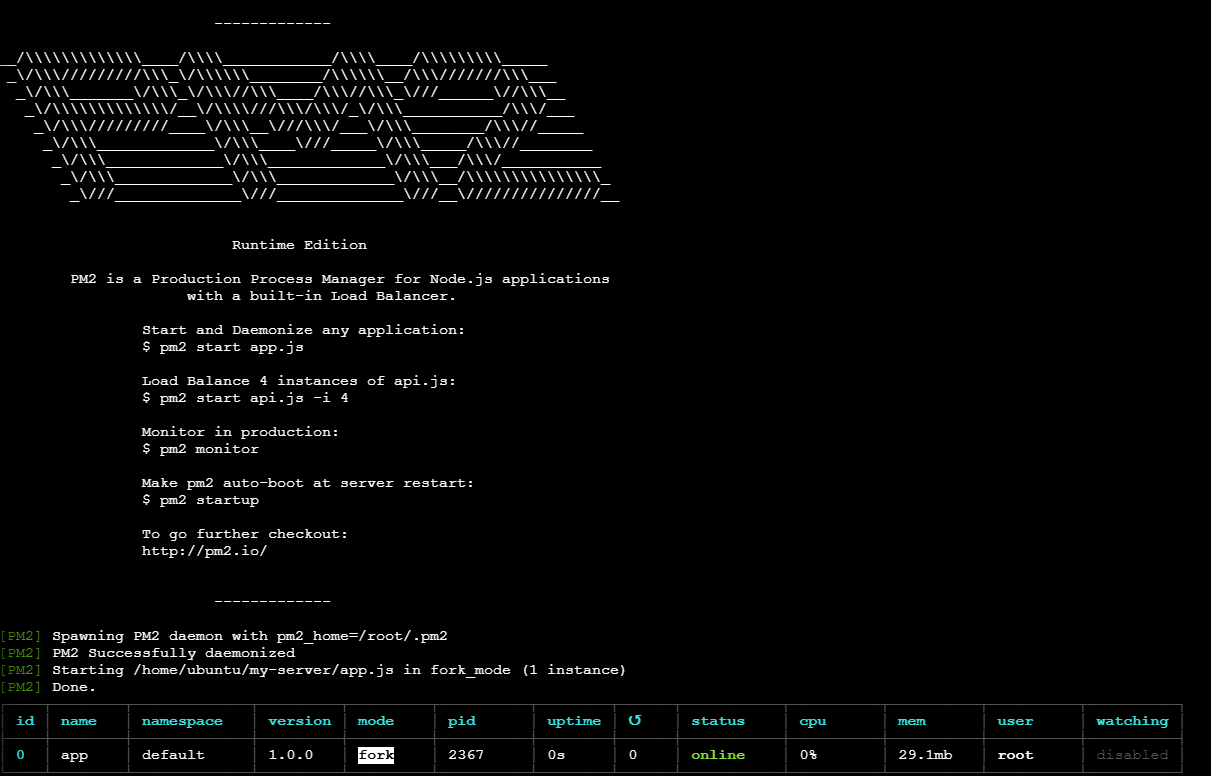 -------------
__/\\\\\\\\\\\\\____/\\\\____________/\\\\____/\\\\\\\\\_____
_\/\\\/////////\\\_\/\\\\\\________/\\\\\\__/\\\///////\\\___
_\/\\\_______\/\\\_\/\\\//\\\____/\\\//\\\_\///______\//\\\__
_\/\\\\\\\\\\\\\/__\/\\\\///\\\/\\\/_\/\\\___________/\\\/___
_\/\\\/////////____\/\\\__\///\\\/___\/\\\________/\\\//_____
_\/\\\_____________\/\\\____\///_____\/\\\_____/\\\//________
_\/\\\_____________\/\\\_____________\/\\\___/\\\/___________
_\/\\\_____________\/\\\_____________\/\\\__/\\\\\\\\\\\\\\\_
_\///______________\///______________\///__\///////////////__
Runtime Edition
PM2 is a Production Process Manager for Node.js applications
with a built-in Load Balancer.
Start and Daemonize any application:
$ pm2 start app.js
Load Balance 4 instances of api.js:
$ pm2 start api.js -i 4
Monitor in production:
$ pm2 monitor
Make pm2 auto-boot at server restart:
$ pm2 startup
To go further checkout:
http://pm2.io/
-------------
[PM2] Spawning PM2 daemon with pm2_home=/root/.pm2
[PM2] PM2 Successfully daemonized
[PM2] Starting /home/ubuntu/my-server/app.js in fork_mode (1 instance)
[PM2] Done.
id name namespace version mode pid uptime ↺ status cpu mem user watching
0 app default 1.0.0 fork 2367 0s 0 online 0% 29.1mb root disabled